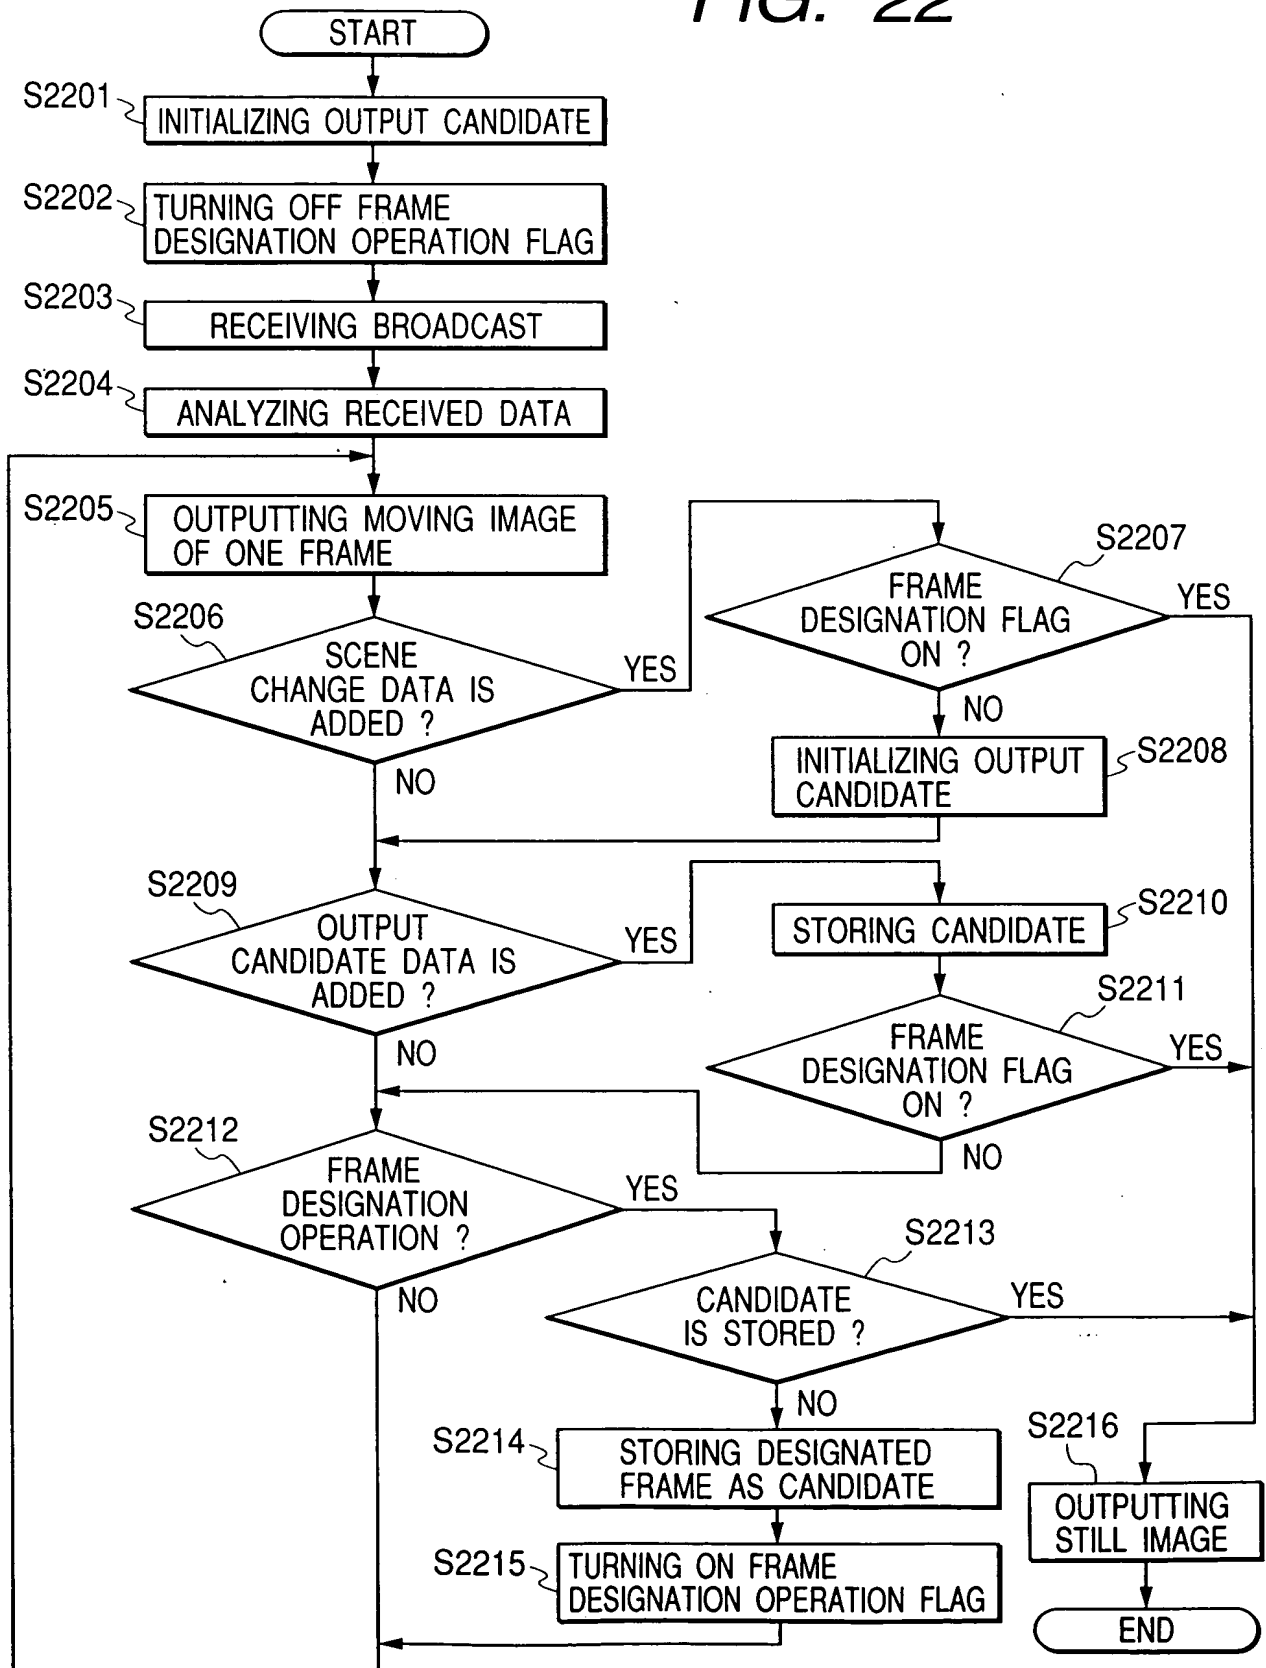 FIG. 22
START
S2201
INITIALIZING OUTPUT CANDIDATE
S2202
TURNING OFF FRAME
DESIGNATION OPERATION FLAG
S2203
RECEIVING BROADCAST
S2204
ANALYZING RECEIVED DATA
S2205
OUTPUTTING MOVING IMAGE
OF ONE FRAME
S2206
SCENE
CHANGE DATA IS
ADDED ?
YES
NO
S2207
FRAME
DESIGNATION FLAG
ON ?
YES
NO
S2208
INITIALIZING OUTPUT
CANDIDATE
S2209
OUTPUT
CANDIDATE DATA IS
ADDED ?
YES
NO
S2210
STORING CANDIDATE
S2211
FRAME
DESIGNATION FLAG
ON ?
YES
NO
S2212
FRAME
DESIGNATION
OPERATION ?
YES
NO
S2213
CANDIDATE
IS STORED ?
YES
NO
S2214
STORING DESIGNATED
FRAME AS CANDIDATE
S2215
TURNING ON FRAME
DESIGNATION OPERATION FLAG
S2216
OUTPUTTING
STILL IMAGE
END